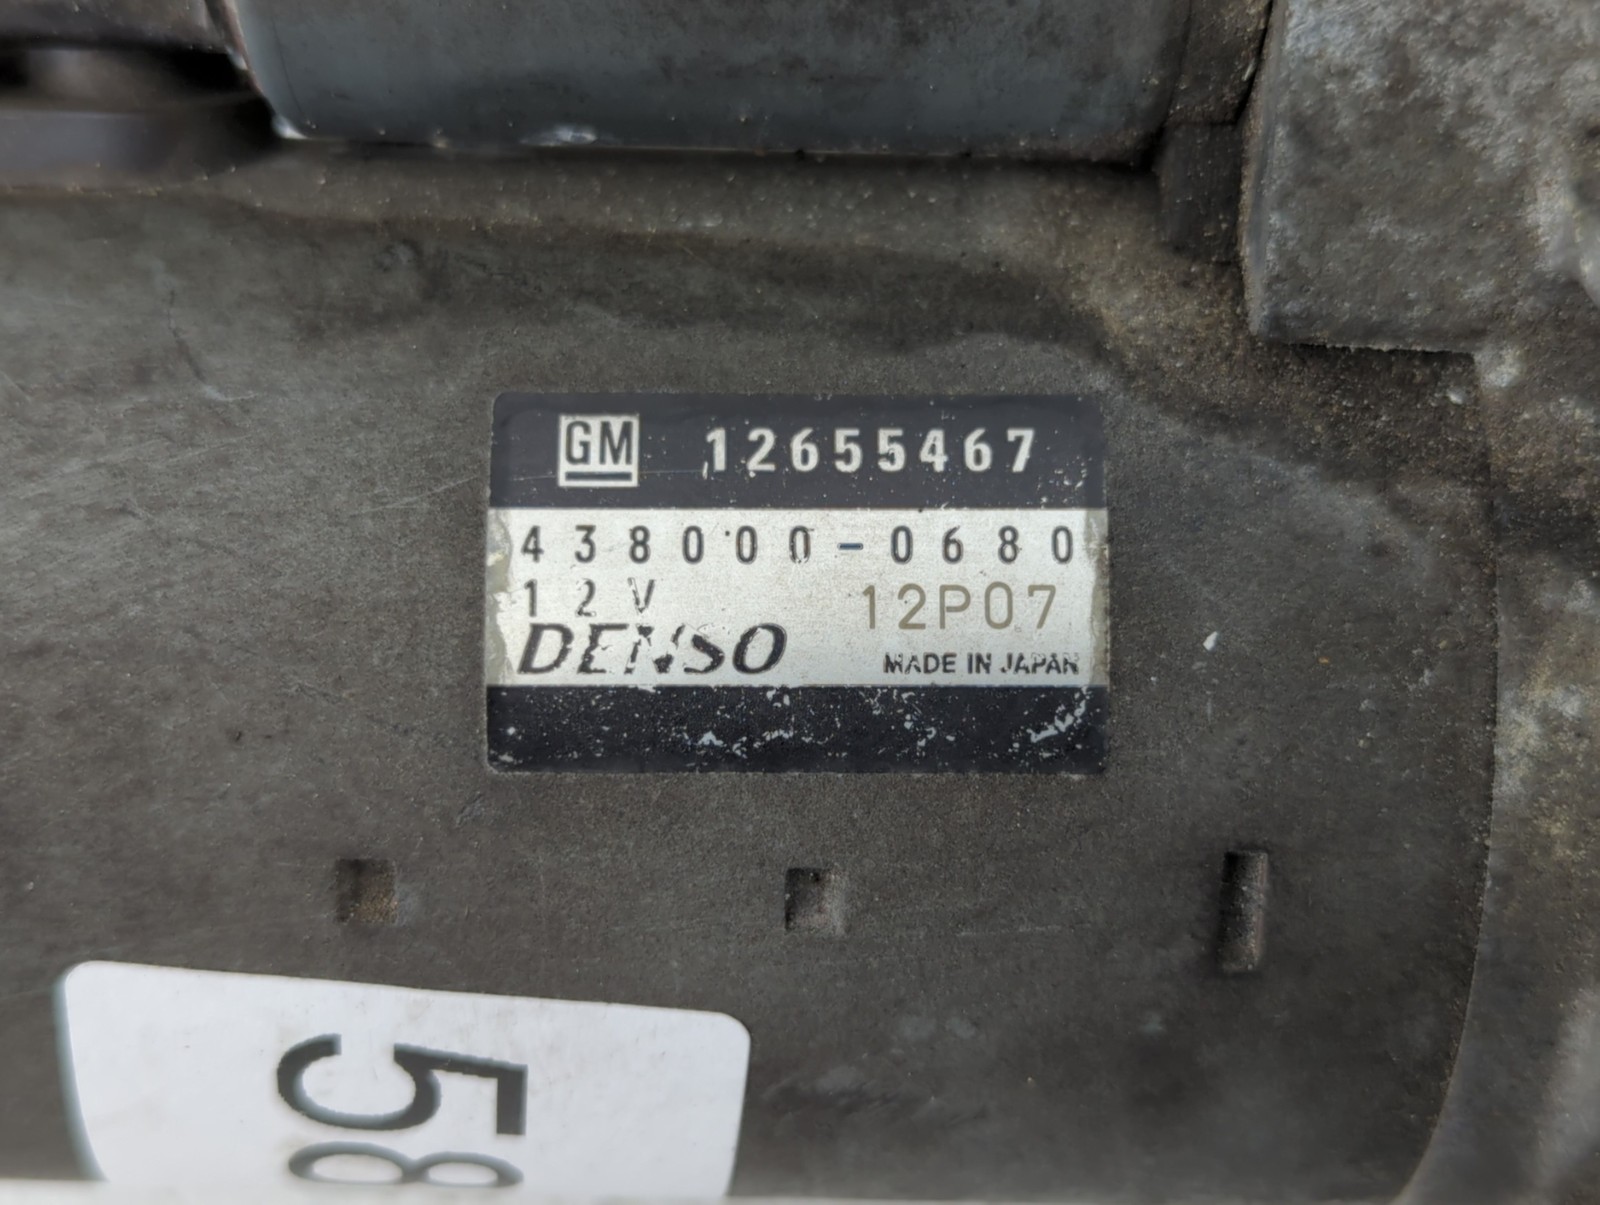 GM 12655467
438000-0680
12V 12P07
DENSO MADE IN JAPAN
58